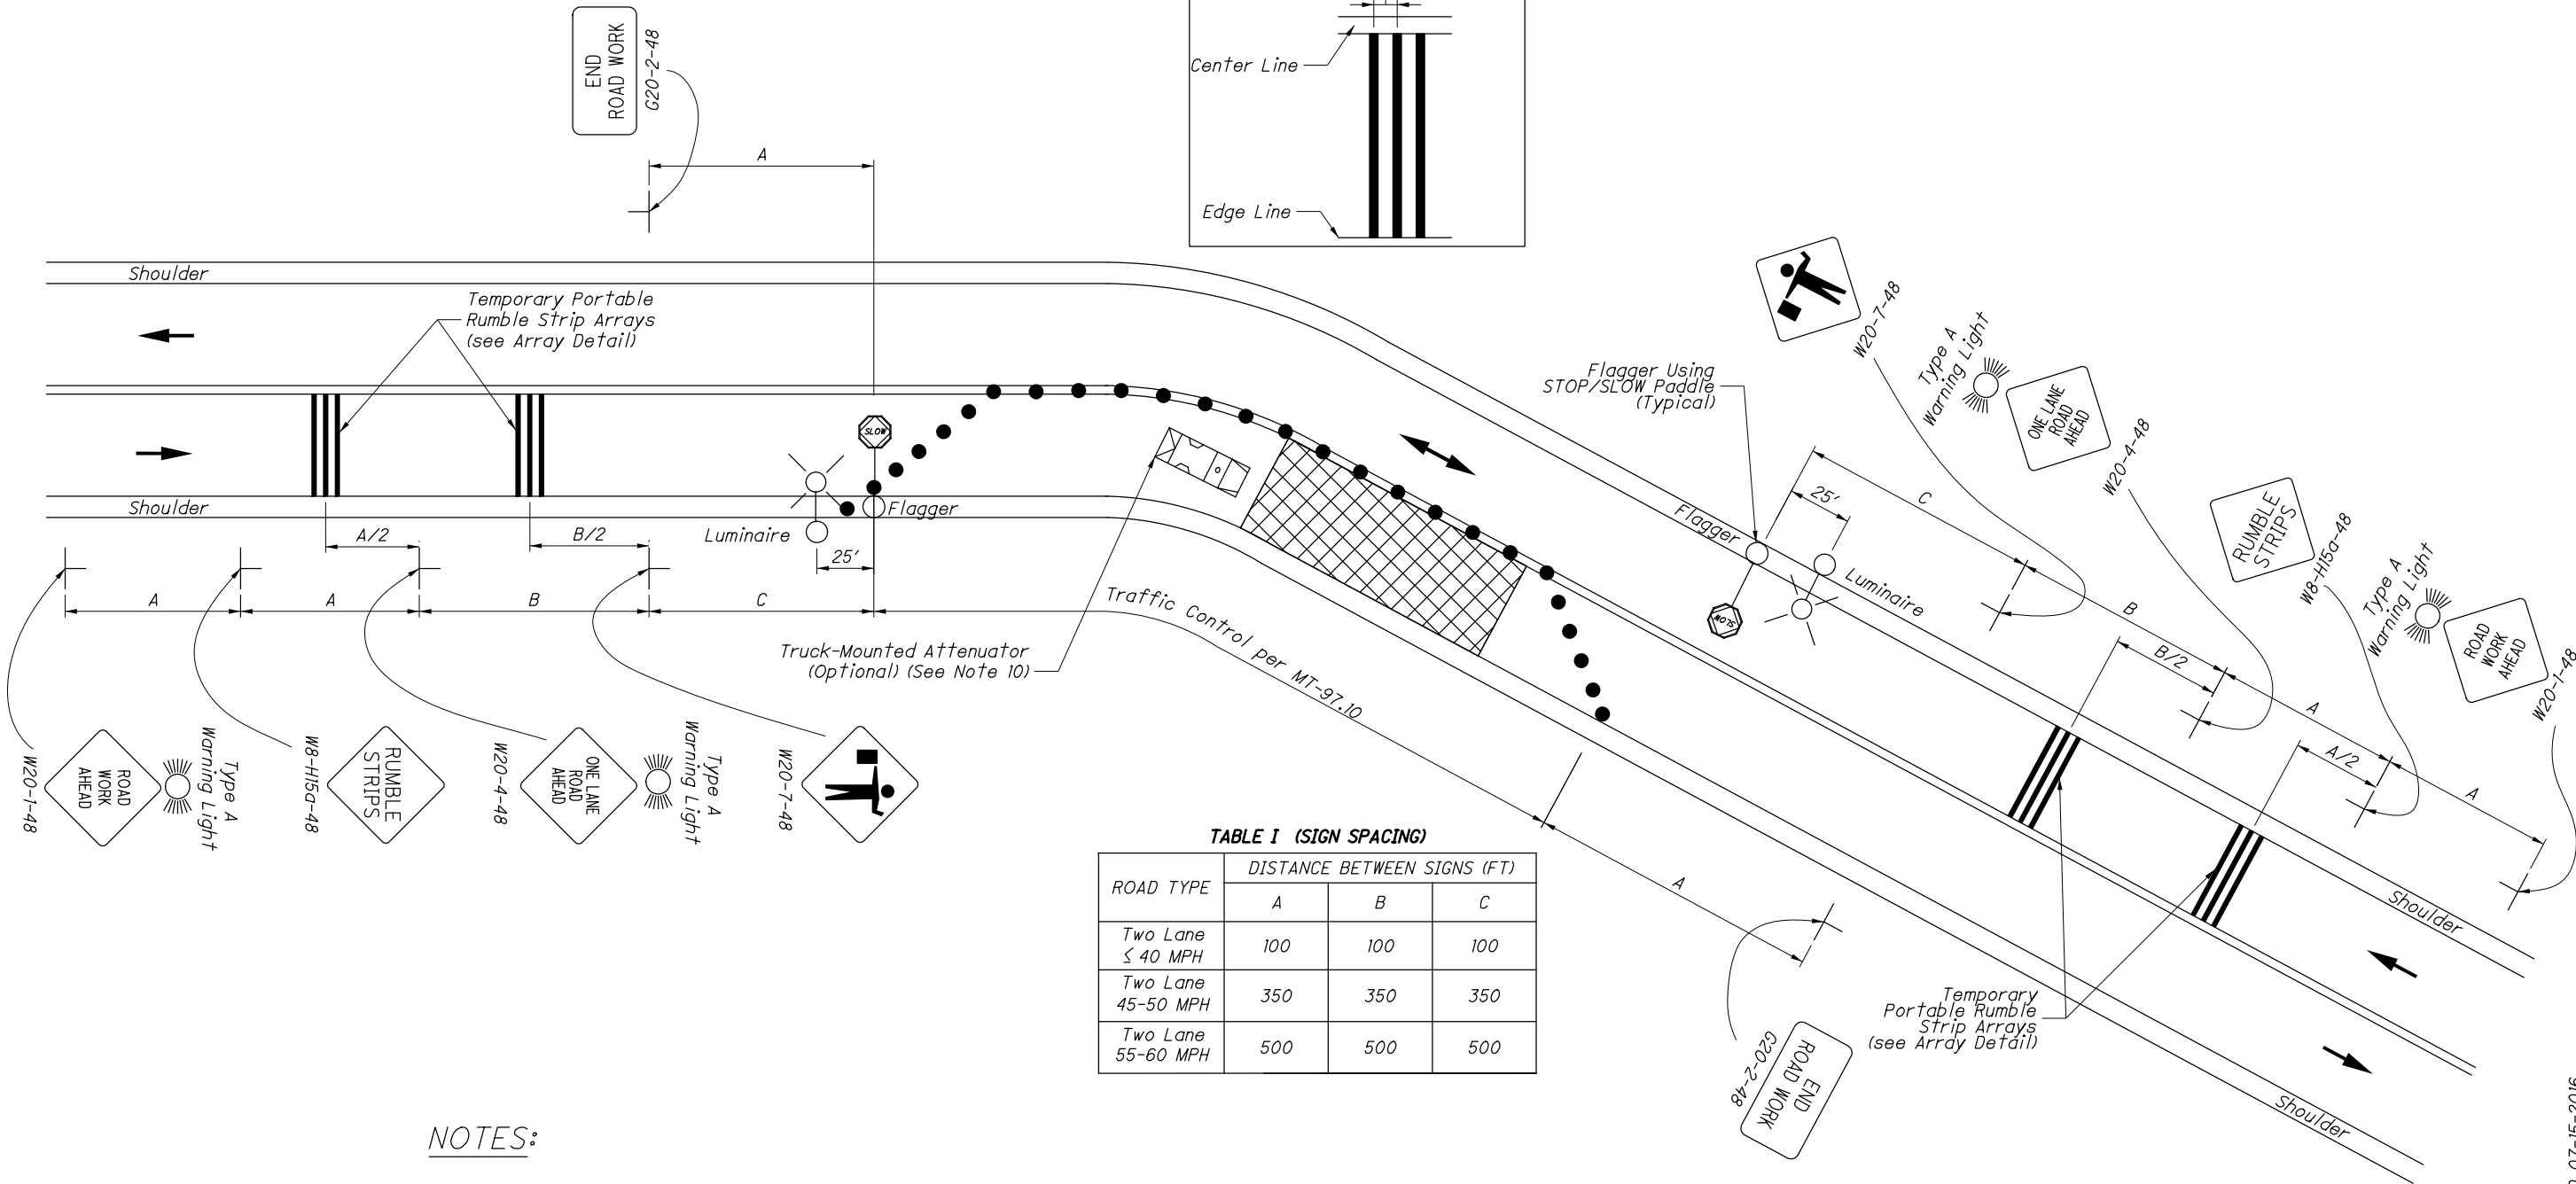 END
ROAD WORK
G20-2-48
A
Center Line
Edge Line
Shoulder
Temporary Portable
Rumble Strip Arrays
(see Array Detail)
SLOW
Shoulder
Flagger
Luminaire
A/2
B/2
25'
A
A
B
C
Truck-Mounted Attenuator
(Optional) (See Note 10)
Traffic Control per MT-97.10
W20-1-48
ROAD
WORK
AHEAD
Type A
Warning Light
W8-H15a-48
RUMBLE
STRIPS
W20-4-48
ONE LANE
ROAD
AHEAD
Type A
Warning Light
W20-7-48
Flagger Using
STOP/SLOW Paddle
(Typical)
Flagger
SLOW
25'
Luminaire
C
B
B/2
A
A/2
A
W20-7-48
Type A
Warning Light
ONE LANE
ROAD
AHEAD
W20-4-48
RUMBLE
STRIPS
W8-H15a-48
Type A
Warning Light
ROAD
WORK
AHEAD
W20-1-48
Shoulder
Shoulder
A
Temporary
Portable Rumble
Strip Arrays
(see Array Detail)
G20-2-48
END
ROAD WORK
TABLE I (SIGN SPACING)
ROAD TYPE
DISTANCE BETWEEN SIGNS (FT)
A B C
Two Lane
≤ 40 MPH
100 100 100
Two Lane
45-50 MPH
350 350 350
Two Lane
55-60 MPH
500 500 500
NOTES:
07-15-2016